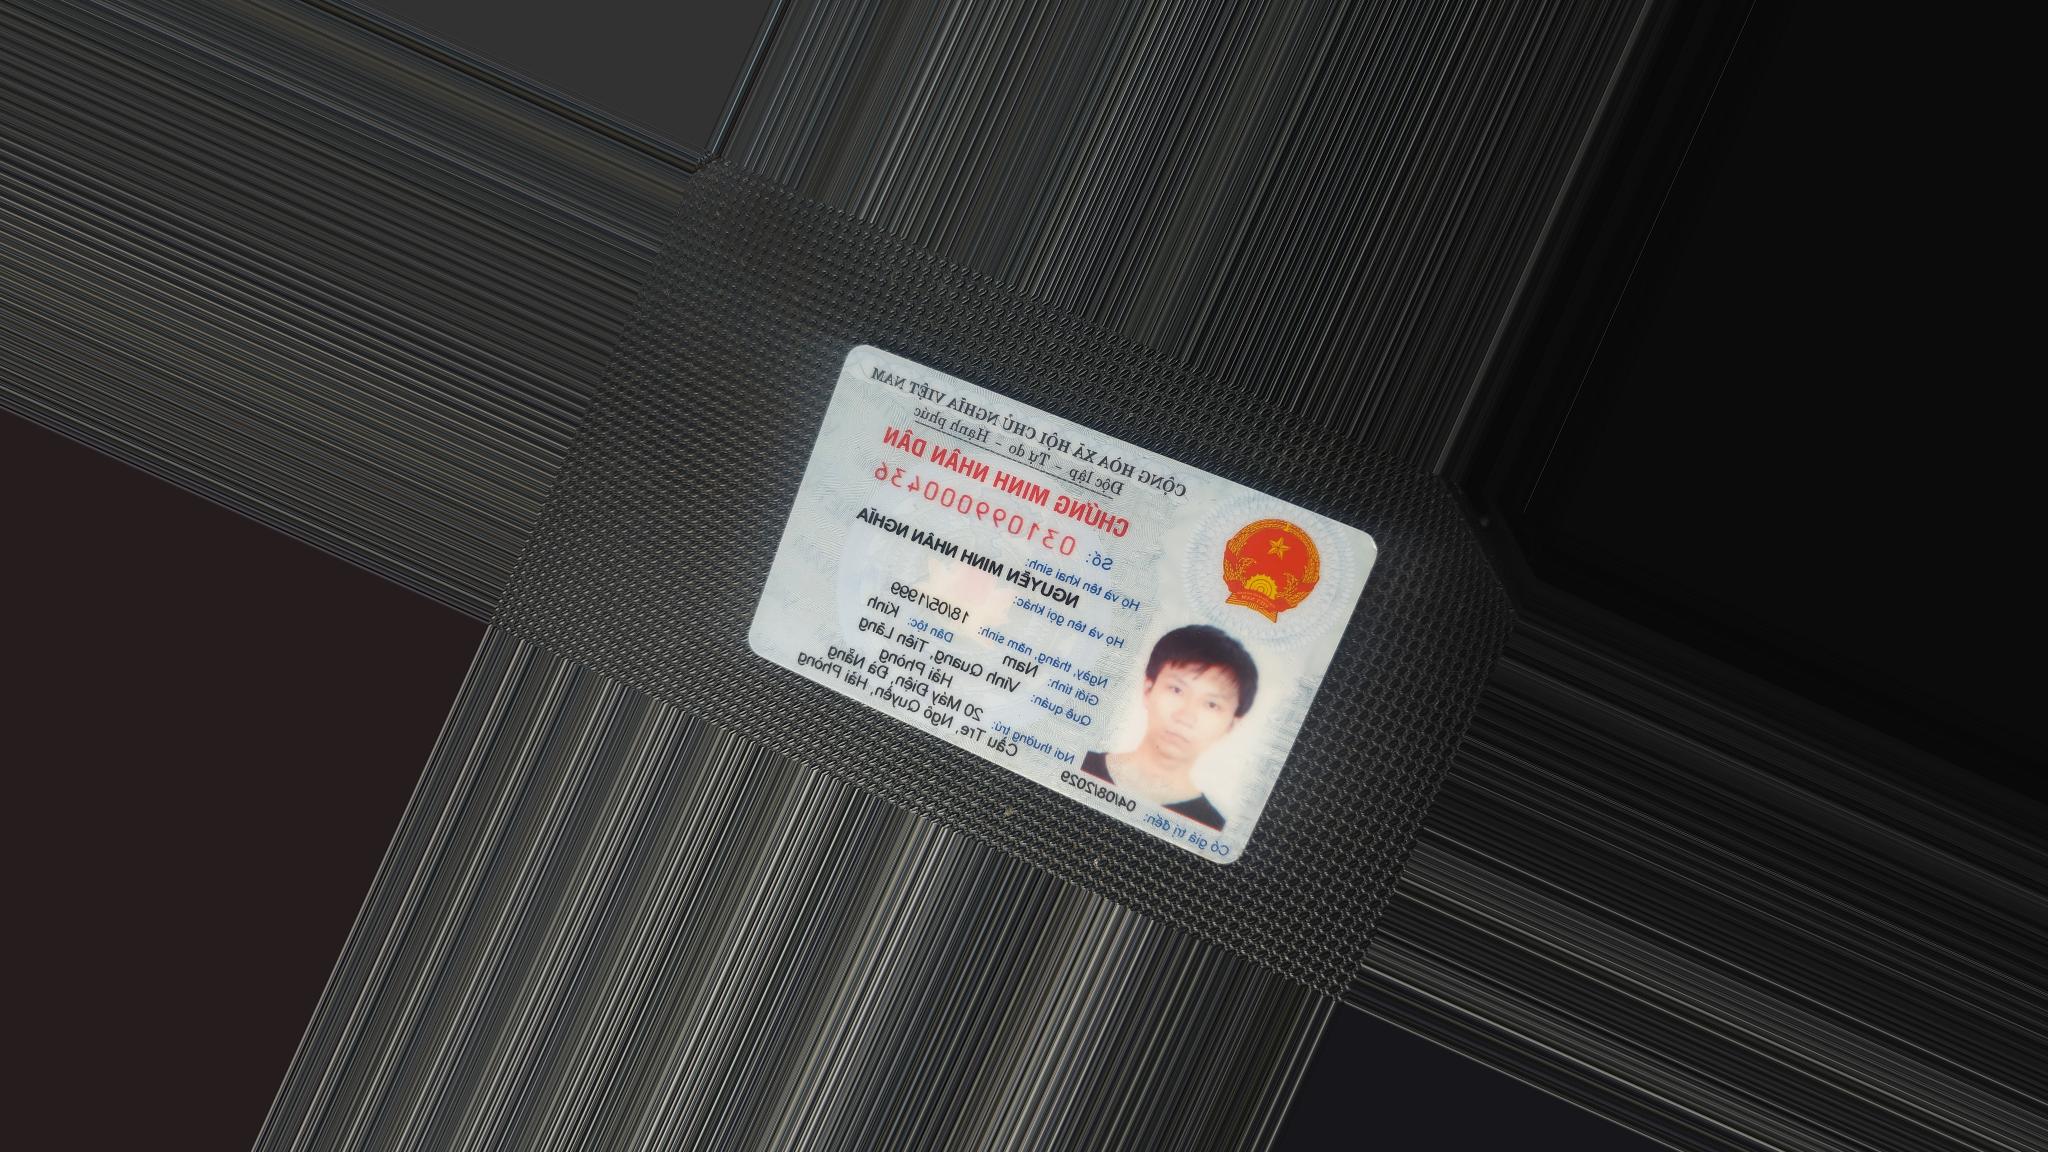 CỘNG HÒA XÃ HỘI CHỦ NGHĨA VIỆT NAM
Độc lập - Tự do - Hạnh phúc
CHỨNG MINH NHÂN DÂN
Số: 031099000436
Họ và tên khai sinh:
NGUYỄN MINH NHÂN NGHĨA
Họ và tên gọi khác:
Ngày, tháng, năm sinh: 18/05/1999
Giới tính: Nam Dân tộc: Kinh
Quê quán: Vinh Quang, Tiên Lãng
Hải Phòng
Nơi thường trú: 20 Máy Điện, Đà Nẵng
Cầu Tre, Ngô Quyền, Hải Phòng
Có giá trị đến: 04/08/2029